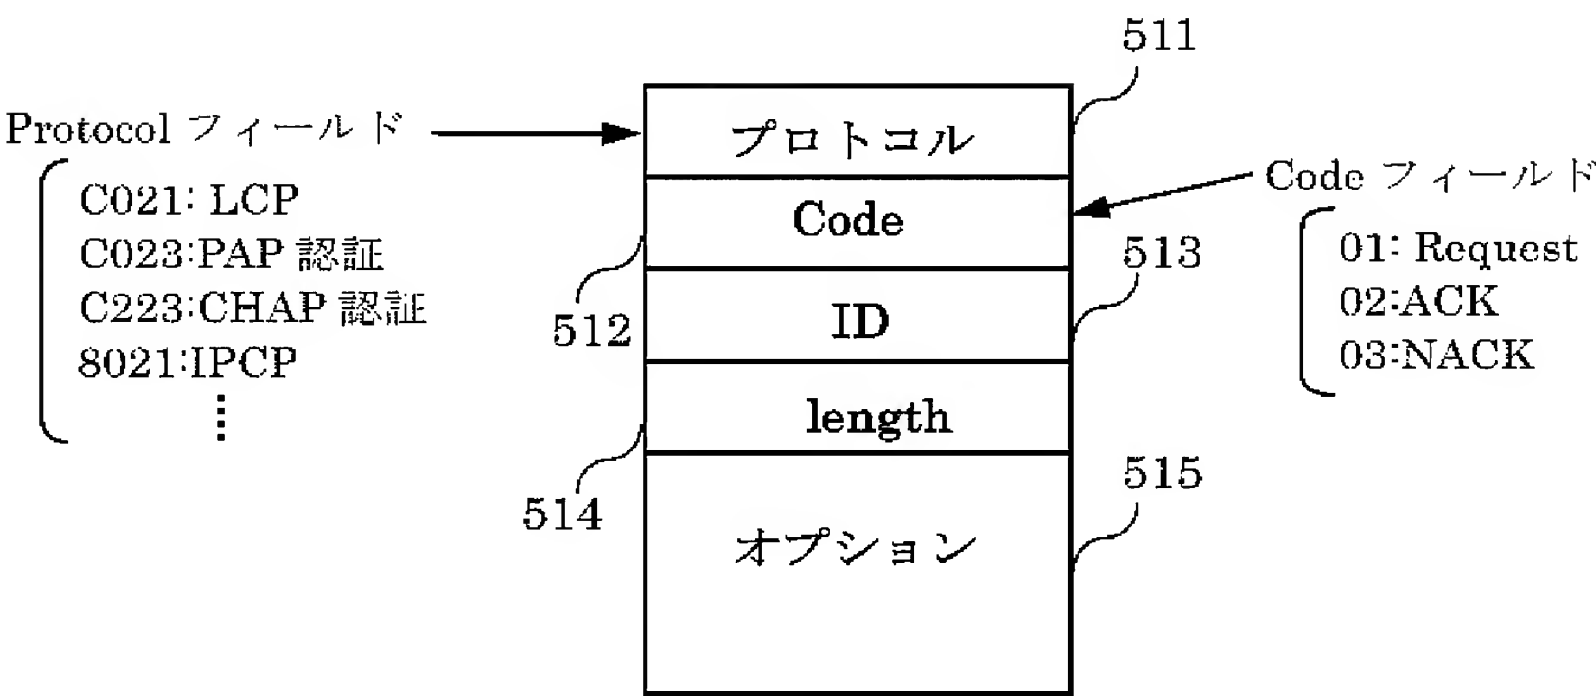 511
Protocol フィールド
プロトコル
C021: LCP
C023:PAP 認証
C223:CHAP 認証
8021:IPCP
⋮
Code フィールド
Code
01: Request
02:ACK
03:NACK
512
513
ID
length
514
515
オプション